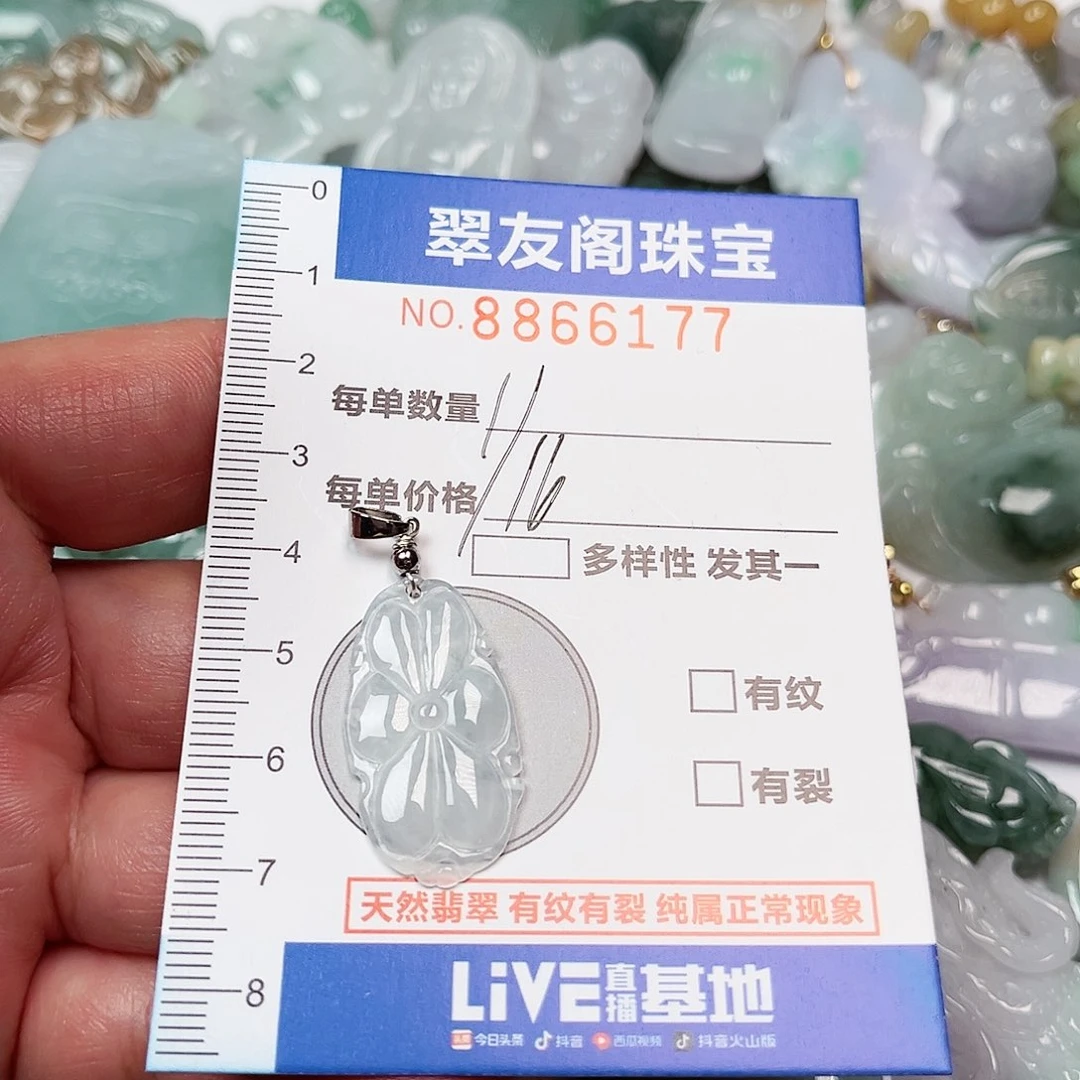 0
翠友阁珠宝
1
NO.8866177
2
每单数量
3
每单价格
4
多样性 发其一
5
有纹
6
有裂
7
天然翡翠 有纹有裂 纯属正常现象
8
LiVE直播基地
今日头条 抖音 西瓜视频 抖音火山版